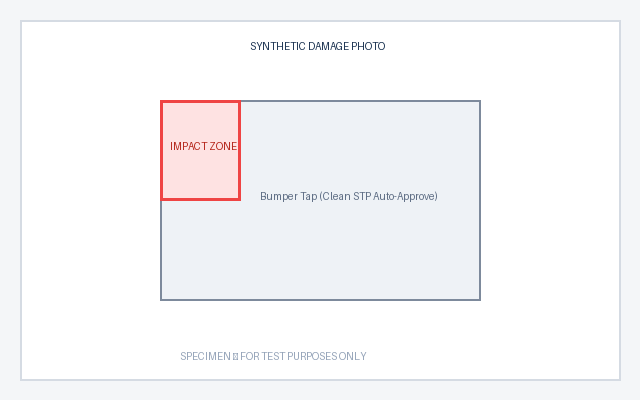 SYNTHETIC DAMAGE PHOTO
IMPACT ZONE
Bumper Tap (Clean STP Auto-Approve)
SPECIMEN ▯ FOR TEST PURPOSES ONLY